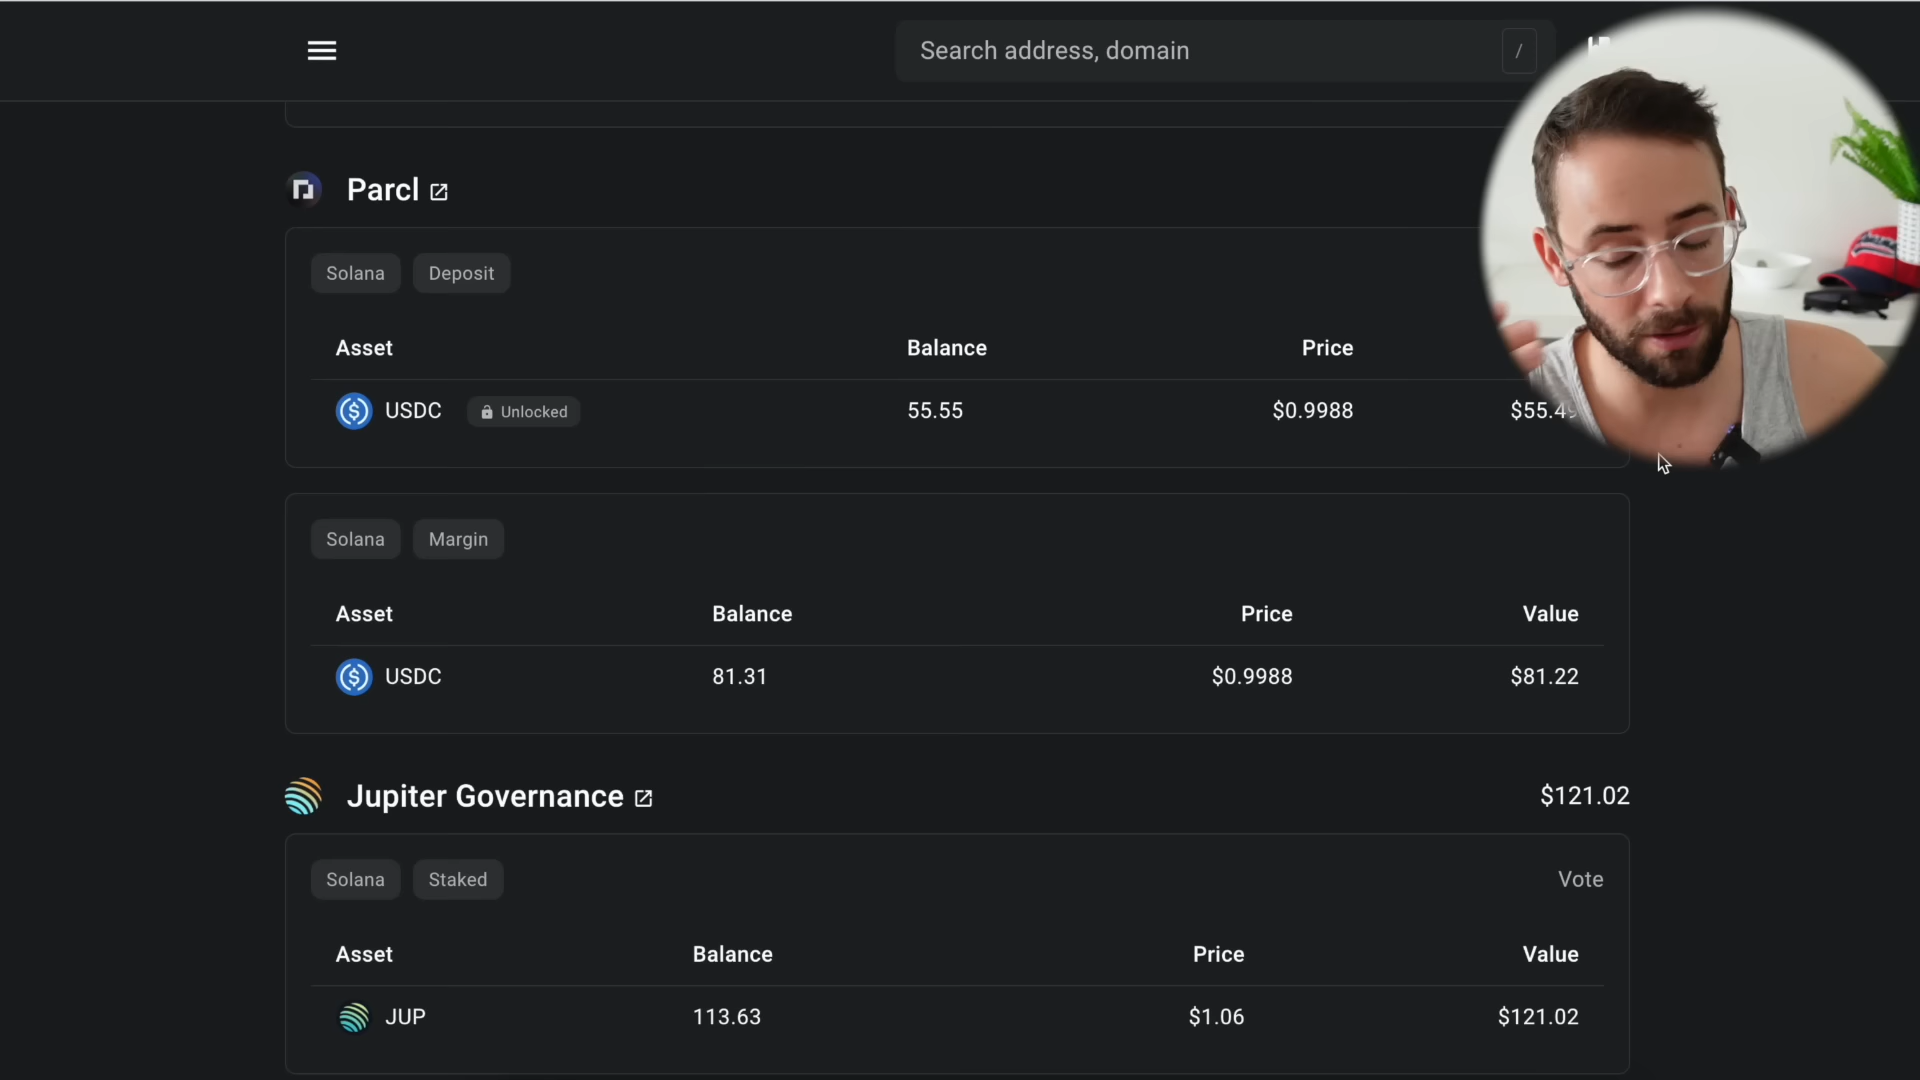 Search address, domain /
Parcl
Solana Deposit
Asset Balance Price
USDC Unlocked 55.55 $0.9988
Solana Margin
Asset Balance Price Value
USDC 81.31 $0.9988 $81.22
Jupiter Governance $121.02
Solana Staked Vote
Asset Balance Price Value
JUP 113.63 $1.06 $121.02